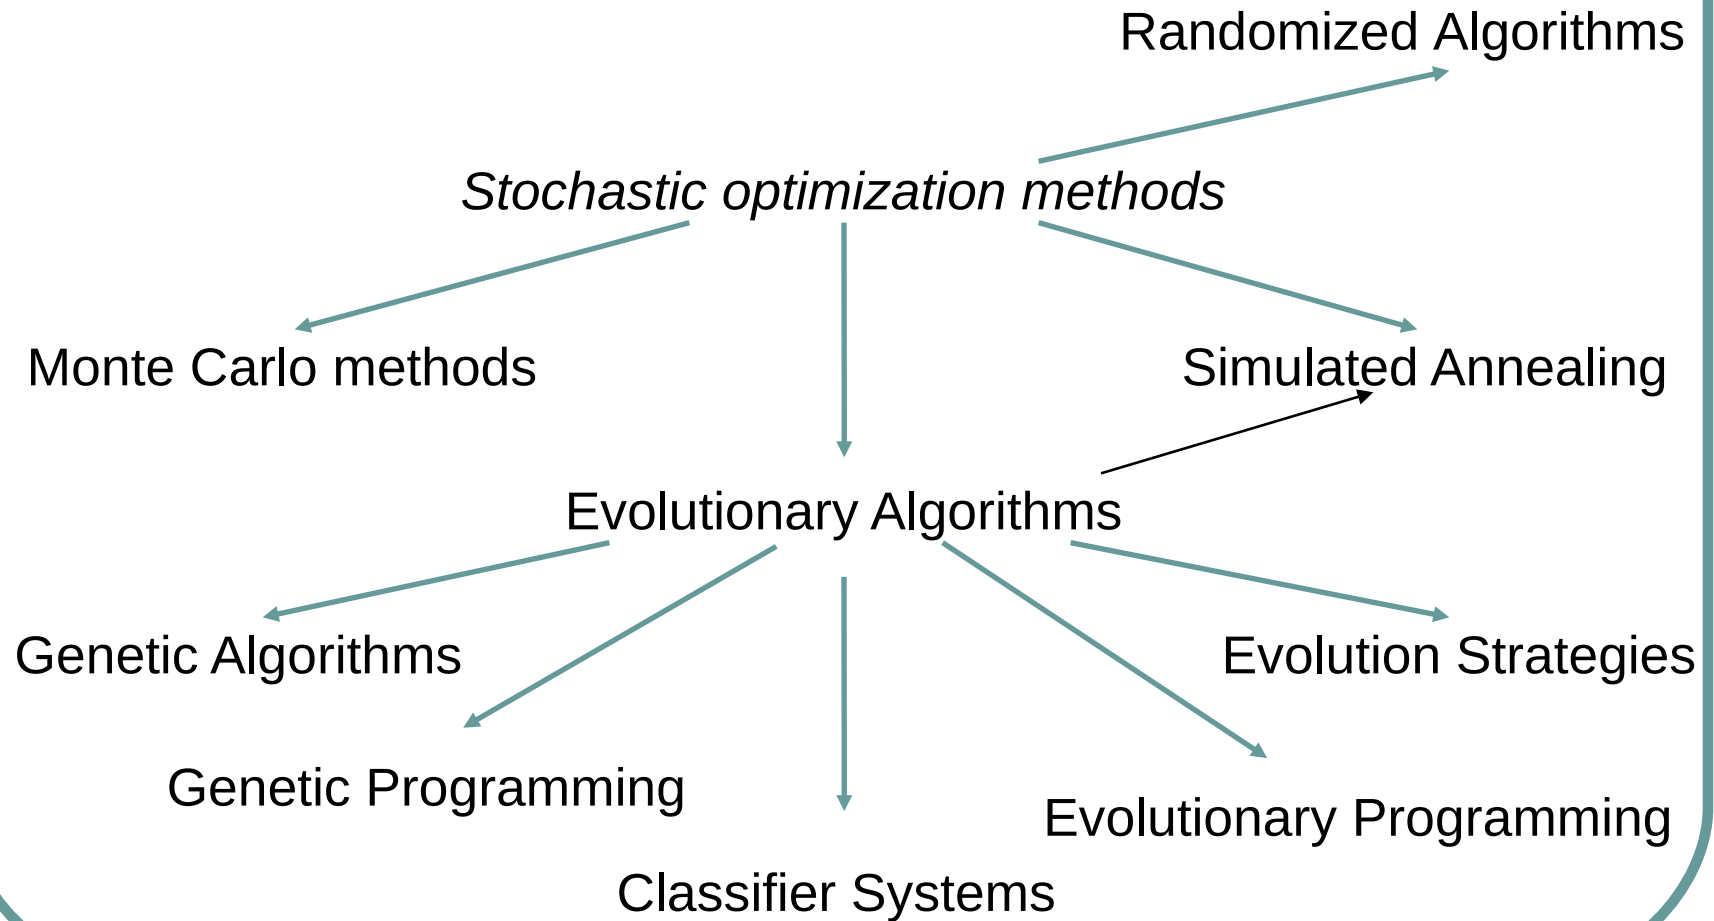 Randomized Algorithms
Stochastic optimization methods
Monte Carlo methods
Simulated Annealing
Evolutionary Algorithms
Genetic Algorithms
Evolution Strategies
Genetic Programming
Evolutionary Programming
Classifier Systems